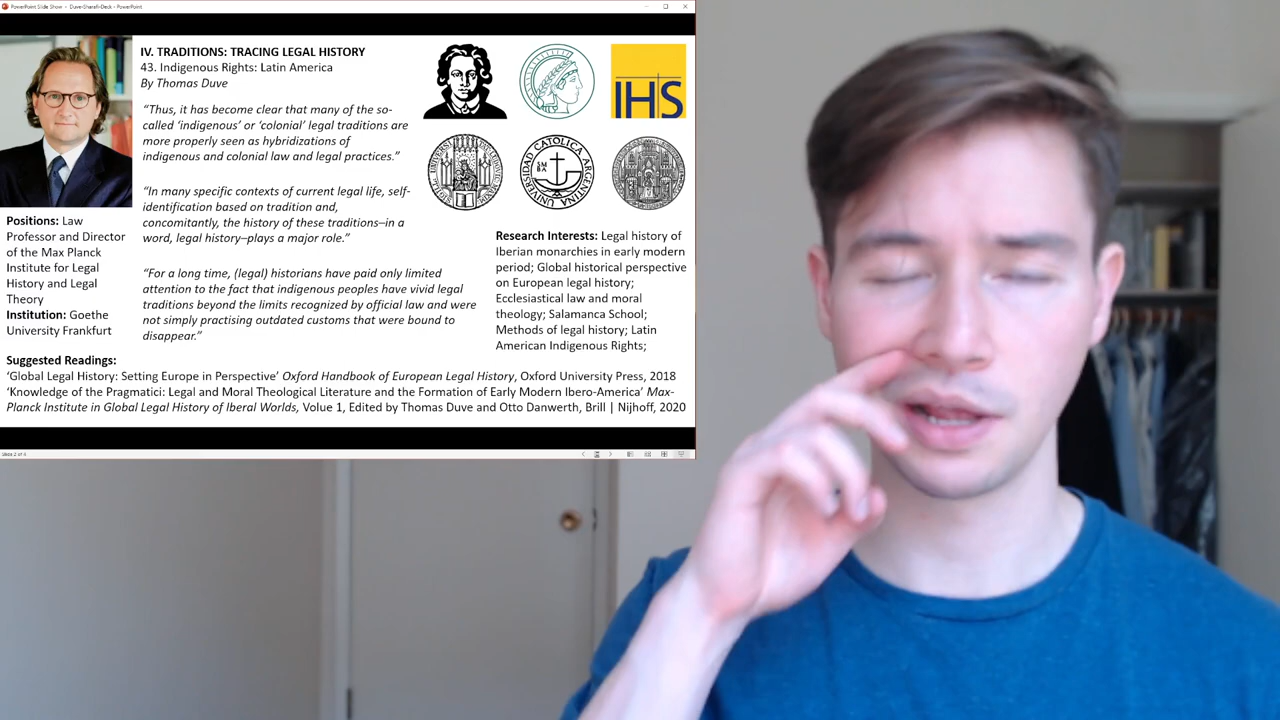 PowerPoint Slide Show - Duve-Sharafi-Deck - PowerPoint
IV. TRADITIONS: TRACING LEGAL HISTORY
43. Indigenous Rights: Latin America
By Thomas Duve
“Thus, it has become clear that many of the so-
called ‘indigenous’ or ‘colonial’ legal traditions are
more properly seen as hybridizations of
indigenous and colonial law and legal practices.”
“In many specific contexts of current legal life, self-
identification based on tradition and,
concomitantly, the history of these traditions–in a
word, legal history–plays a major role.”
“For a long time, (legal) historians have paid only limited
attention to the fact that indigenous peoples have vivid legal
traditions beyond the limits recognized by official law and were
not simply practising outdated customs that were bound to
disappear.”
Positions: Law
Professor and Director
of the Max Planck
Institute for Legal
History and Legal
Theory
Institution: Goethe
University Frankfurt
IHS
UNIVERSIDAD CATOLICA ARGENTINA
S M
B A
Research Interests: Legal history of
Iberian monarchies in early modern
period; Global historical perspective
on European legal history;
Ecclesiastical law and moral
theology; Salamanca School;
Methods of legal history; Latin
American Indigenous Rights;
Suggested Readings:
‘Global Legal History: Setting Europe in Perspective’ Oxford Handbook of European Legal History, Oxford University Press, 2018
‘Knowledge of the Pragmatici: Legal and Moral Theological Literature and the Formation of Early Modern Ibero-America’ Max-
Planck Institute in Global Legal History of Iberal Worlds, Volue 1, Edited by Thomas Duve and Otto Danwerth, Brill | Nijhoff, 2020
Slide 2 of 4